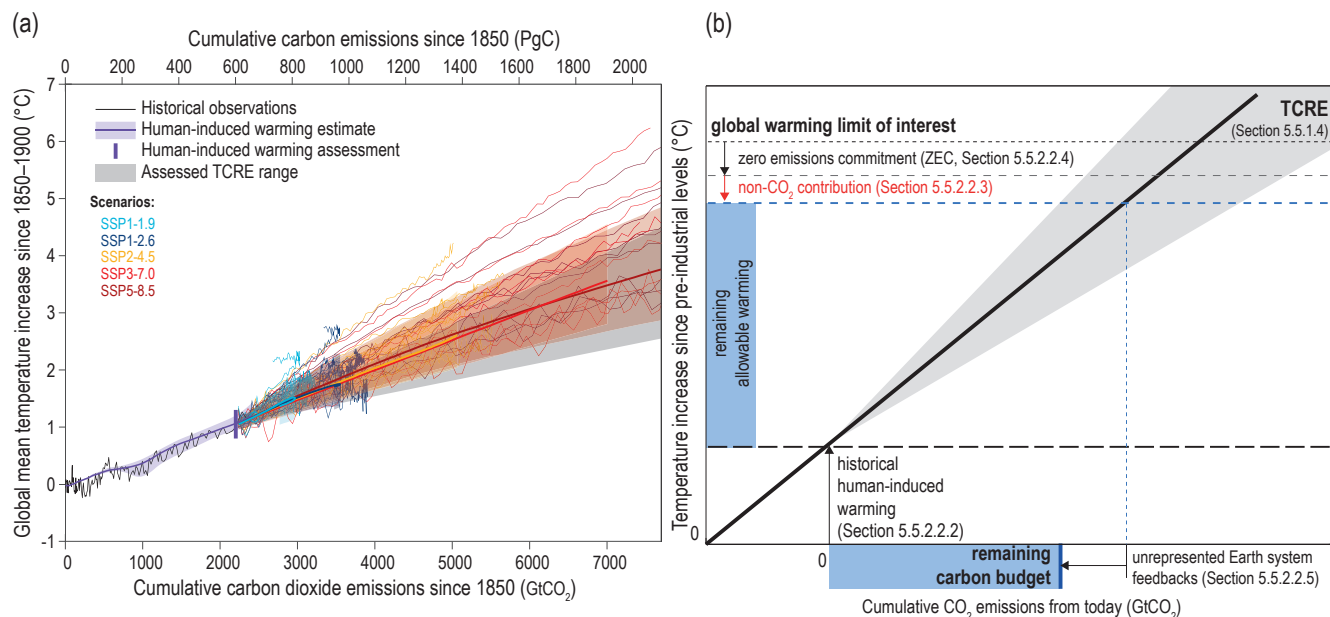 (a)
Cumulative carbon emissions since 1850 (PgC)
0 200 400 600 800 1000 1200 1400 1600 1800 2000
7
6
5
4
3
2
1
0
-1
Global mean temperature increase since 1850–1900 (°C)
Historical observations
Human-induced warming estimate
Human-induced warming assessment
Assessed TCRE range
Scenarios:
SSP1-1.9
SSP1-2.6
SSP2-4.5
SSP3-7.0
SSP5-8.5
0 1000 2000 3000 4000 5000 6000 7000
Cumulative carbon dioxide emissions since 1850 (GtCO₂)
(b)
Temperature increase since pre-industrial levels (°C)
TCRE
(Section 5.5.1.4)
global warming limit of interest
zero emissions commitment (ZEC, Section 5.5.2.2.4)
non-CO₂ contribution (Section 5.5.2.2.3)
remaining
allowable warming
historical
human-induced
warming
(Section 5.5.2.2.2)
0
0
remaining
carbon budget
unrepresented Earth system
feedbacks (Section 5.5.2.2.5)
Cumulative CO₂ emissions from today (GtCO₂)